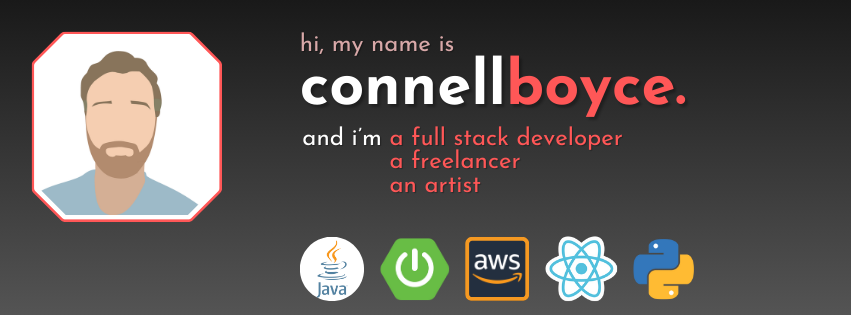 hi, my name is
connellboyce.
and i'm a full stack developer
a freelancer
an artist
Java
aws